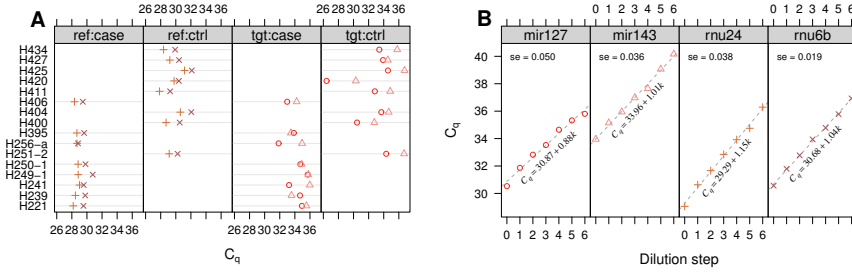 A
26 28 30 32 34 36 26 28 30 32 34 36
ref:case ref:ctrl tgt:case tgt:ctrl
H434
H427
H425
H420
H411
H406
H404
H400
H395
H256-a
H251-2
H250-1
H249-1
H241
H239
H221
26 28 30 32 34 36 26 28 30 32 34 36
Cq
B
0 1 2 3 4 5 6 0 1 2 3 4 5 6
mir127 mir143 rnu24 rnu6b
se = 0.050 se = 0.036 se = 0.038 se = 0.019
Cq
40
38
36
34
32
30
Cq = 30.87 + 0.88k
Cq = 33.96 + 1.01k
Cq = 29.29 + 1.15k
Cq = 30.68 + 1.04k
0 1 2 3 4 5 6 0 1 2 3 4 5 6
Dilution step